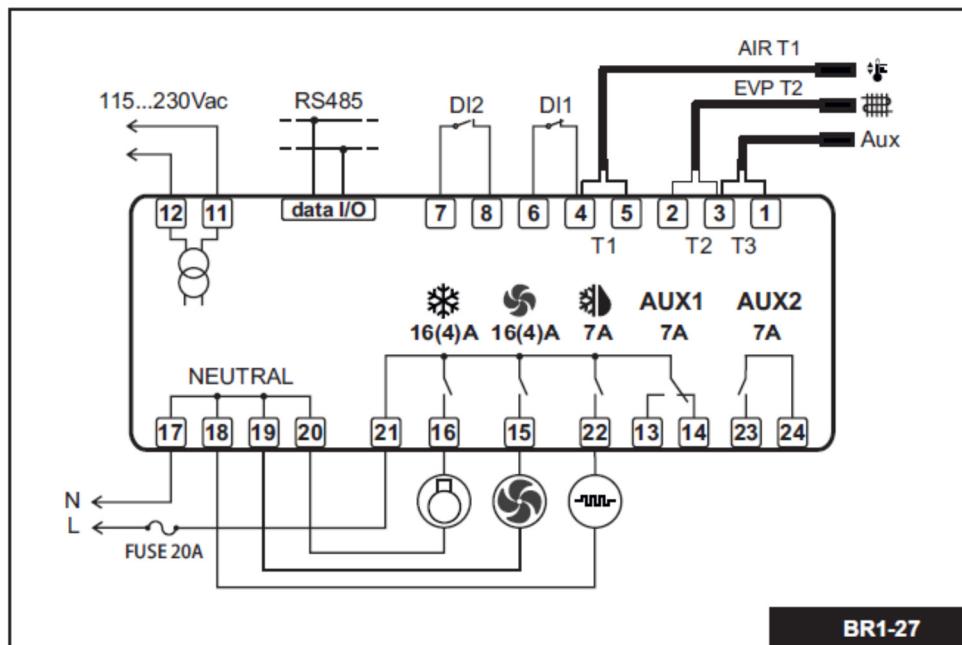 AIR T1
115...230Vac RS485 DI2 DI1 EVP T2
Aux
12 11 data I/O 7 8 6 4 5 2 3 1
T1 T2 T3
AUX1 AUX2
16(4)A 16(4)A 7A 7A 7A
NEUTRAL
17 18 19 20 21 16 15 22 13 14 23 24
N
L
FUSE 20A
BR1-27